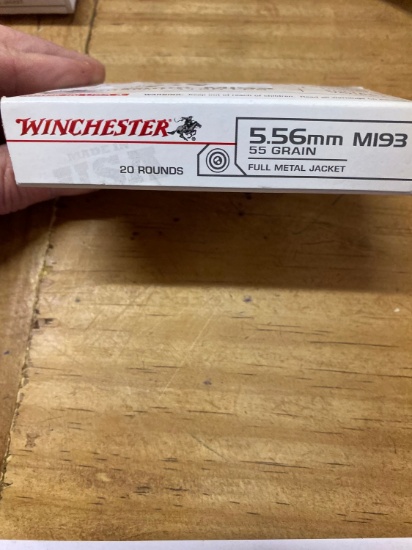 WINCHESTER
20 ROUNDS
5.56mm M193
55 GRAIN
FULL METAL JACKET